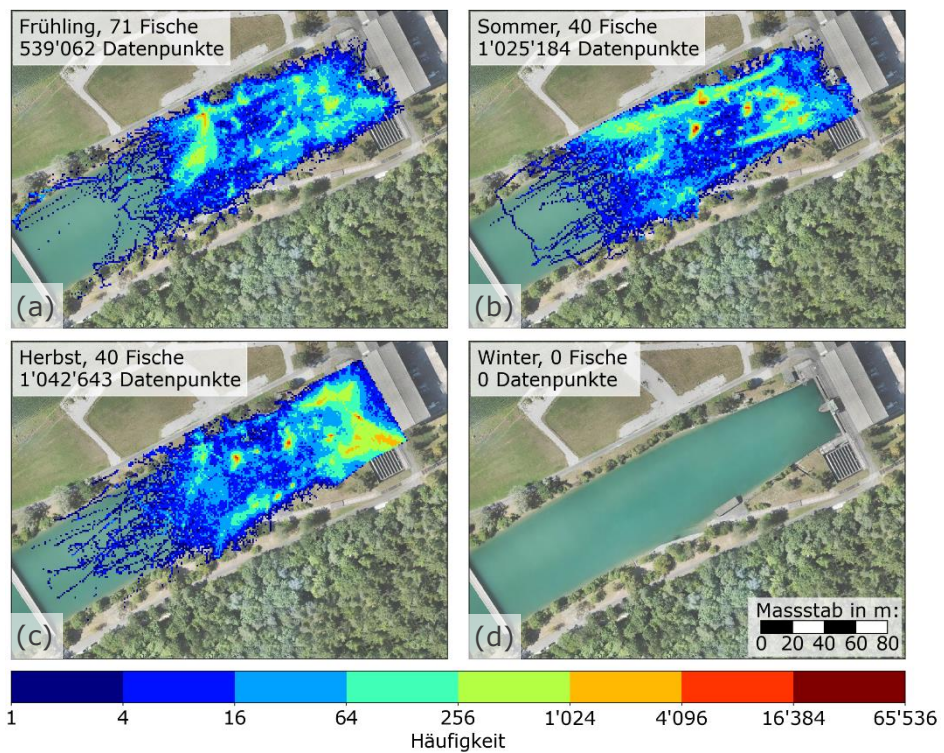 Frühling, 71 Fische
539'062 Datenpunkte
(a)
Sommer, 40 Fische
1'025'184 Datenpunkte
(b)
Herbst, 40 Fische
1'042'643 Datenpunkte
(c)
Winter, 0 Fische
0 Datenpunkte
(d)
Massstab in m:
0 20 40 60 80
1 4 16 64 256 1'024 4'096 16'384 65'536
Häufigkeit